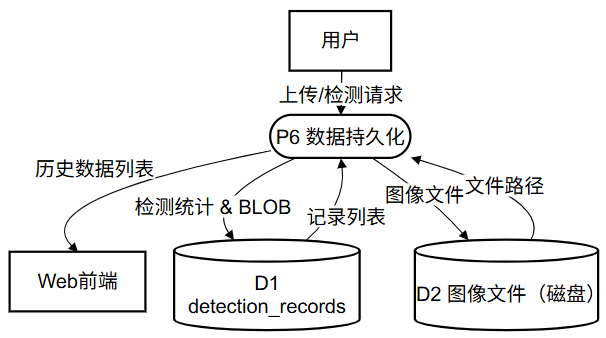 用户
上传/检测请求
P6 数据持久化
历史数据列表
检测统计 & BLOB
记录列表
图像文件
文件路径
Web前端
D1
detection_records
D2 图像文件（磁盘）